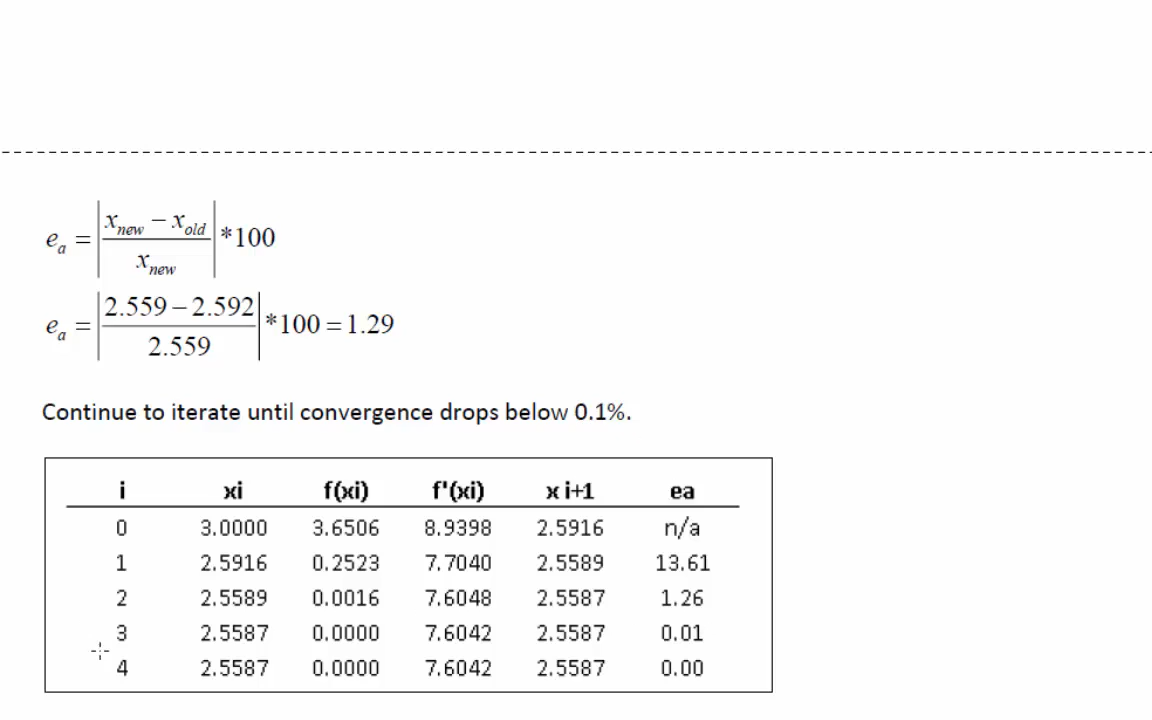 e_a = |(x_new − x_old) / x_new| *100
e_a = |(2.559 − 2.592) / 2.559| *100 = 1.29
Continue to iterate until convergence drops below 0.1%.
i xi f(xi) f'(xi) x i+1 ea
0 3.0000 3.6506 8.9398 2.5916 n/a
1 2.5916 0.2523 7.7040 2.5589 13.61
2 2.5589 0.0016 7.6048 2.5587 1.26
3 2.5587 0.0000 7.6042 2.5587 0.01
4 2.5587 0.0000 7.6042 2.5587 0.00